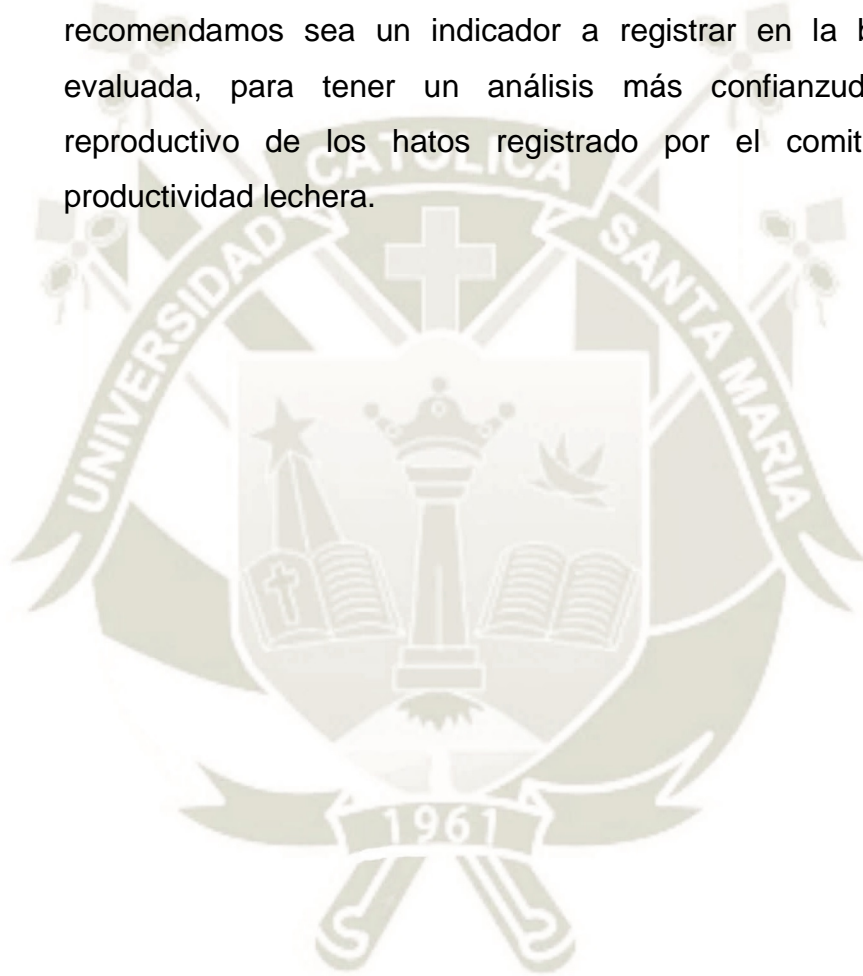 recomendamos sea un indicador a registrar en la
evaluada, para tener un análisis más
reproductivo de los hatos registrado por el
productividad lechera.
UNIVERSIDAD CATOLICA SANTA MARIA
1961